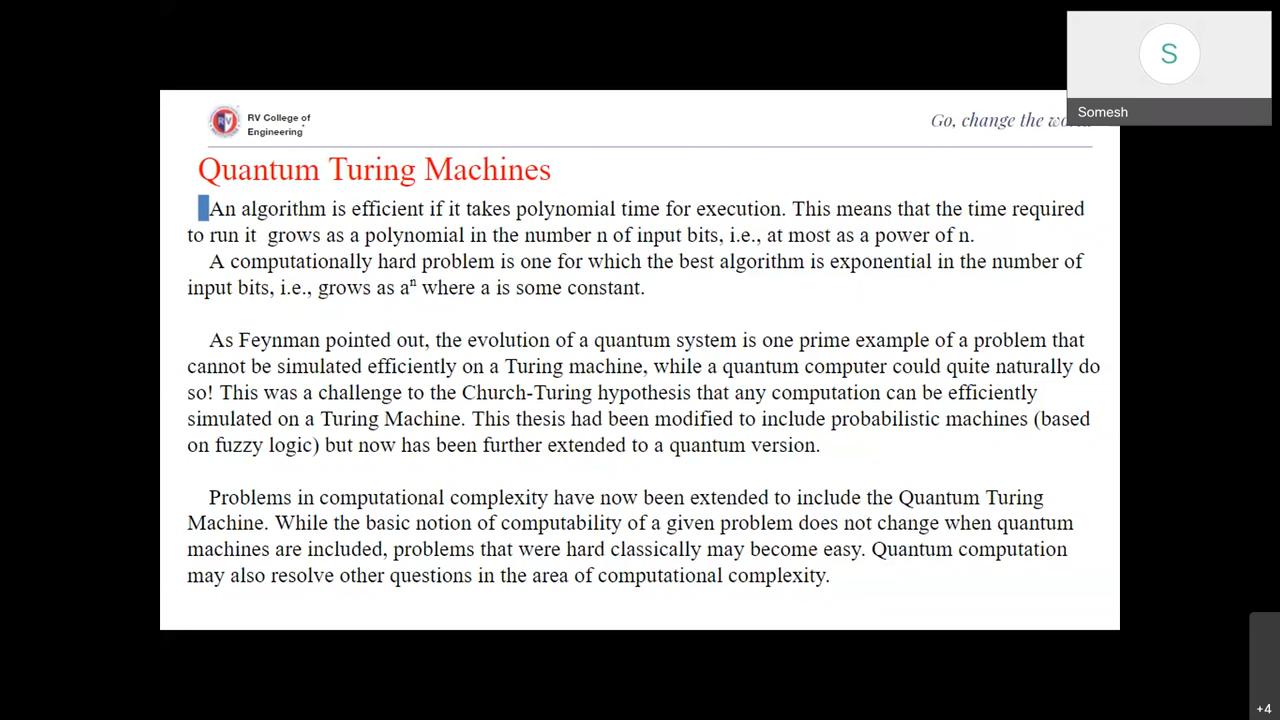 S
Somesh
RV College of
Engineering
Go, change the wo
Quantum Turing Machines
An algorithm is efficient if it takes polynomial time for execution. This means that the time required
to run it grows as a polynomial in the number n of input bits, i.e., at most as a power of n.
A computationally hard problem is one for which the best algorithm is exponential in the number of
input bits, i.e., grows as aⁿ where a is some constant.
As Feynman pointed out, the evolution of a quantum system is one prime example of a problem that
cannot be simulated efficiently on a Turing machine, while a quantum computer could quite naturally do
so! This was a challenge to the Church-Turing hypothesis that any computation can be efficiently
simulated on a Turing Machine. This thesis had been modified to include probabilistic machines (based
on fuzzy logic) but now has been further extended to a quantum version.
Problems in computational complexity have now been extended to include the Quantum Turing
Machine. While the basic notion of computability of a given problem does not change when quantum
machines are included, problems that were hard classically may become easy. Quantum computation
may also resolve other questions in the area of computational complexity.
+4